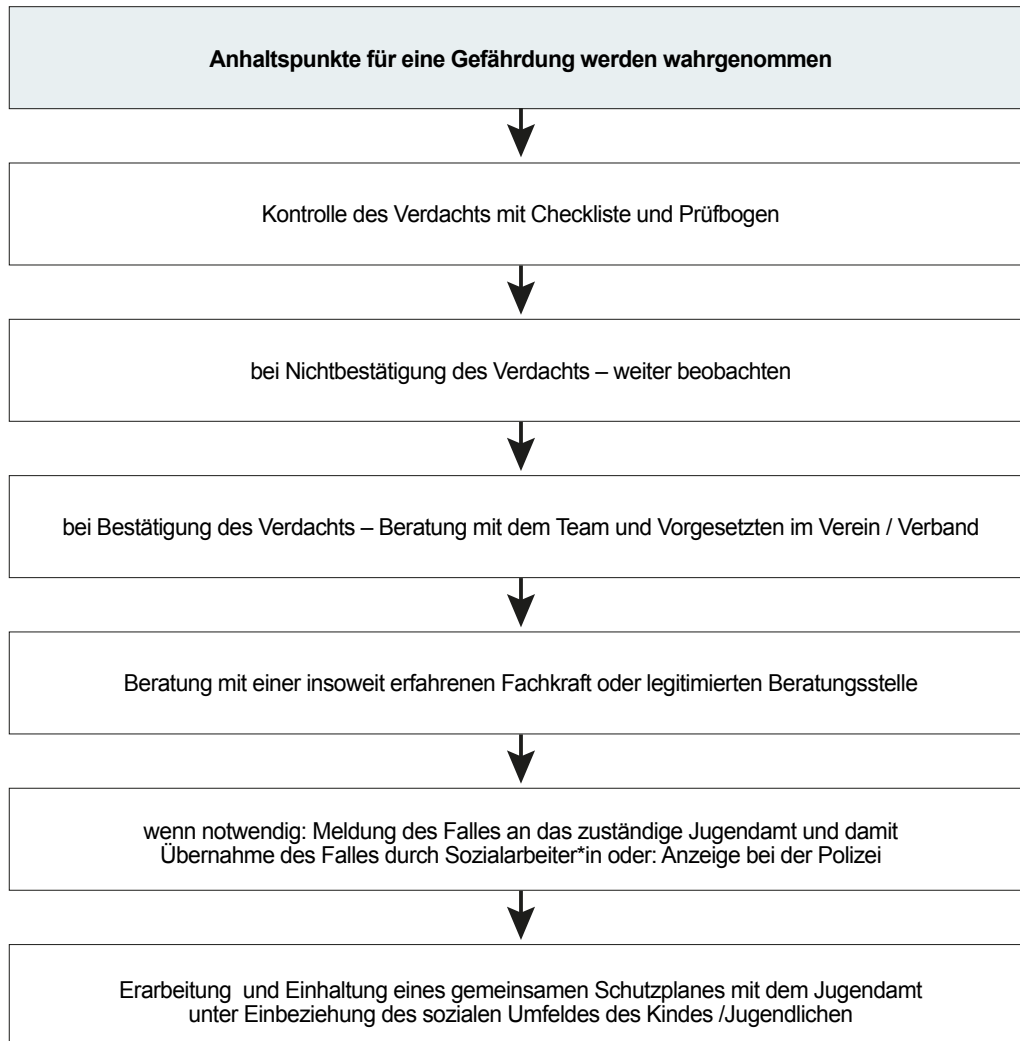 Anhaltspunkte für eine Gefährdung werden wahrgenommen
Kontrolle des Verdachts mit Checkliste und Prüfbogen
bei Nichtbestätigung des Verdachts – weiter beobachten
bei Bestätigung des Verdachts – Beratung mit dem Team und Vorgesetzten im Verein / Verband
Beratung mit einer insoweit erfahrenen Fachkraft oder legitimierten Beratungsstelle
wenn notwendig: Meldung des Falles an das zuständige Jugendamt und damit
Übernahme des Falles durch Sozialarbeiter*in oder: Anzeige bei der Polizei
Erarbeitung und Einhaltung eines gemeinsamen Schutzplanes mit dem Jugendamt
unter Einbeziehung des sozialen Umfeldes des Kindes /Jugendlichen